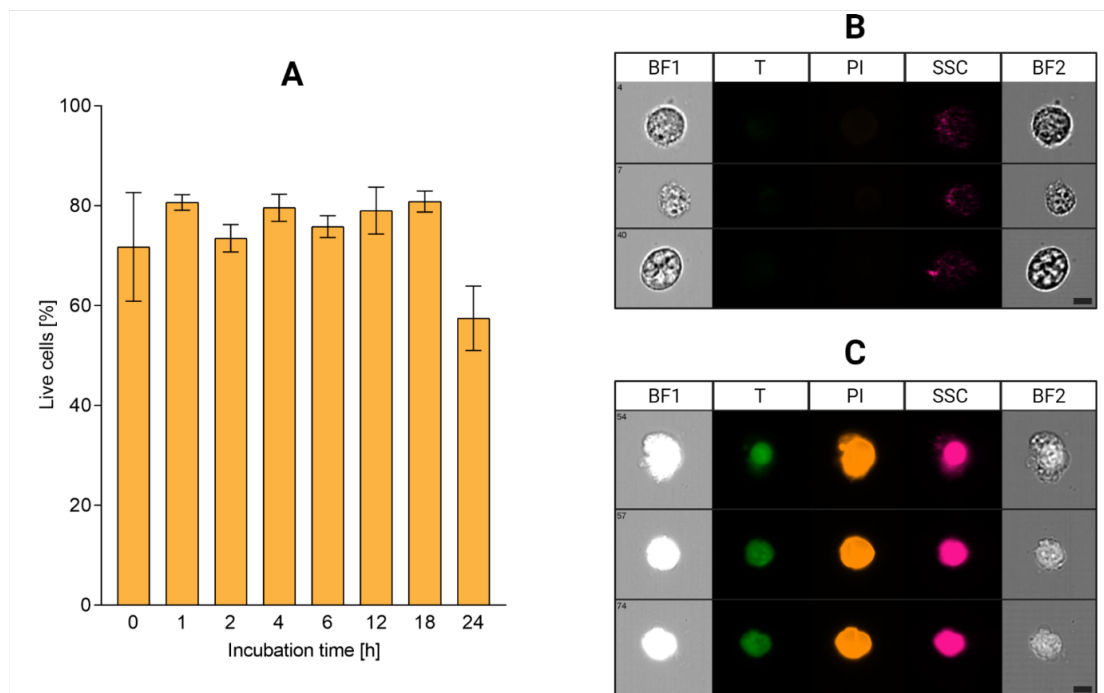 A
100
80
60
40
20
0
Live cells [%]
0 1 2 4 6 12 18 24
Incubation time [h]
B
BF1 T PI SSC BF2
4
7
40
C
BF1 T PI SSC BF2
54
57
74